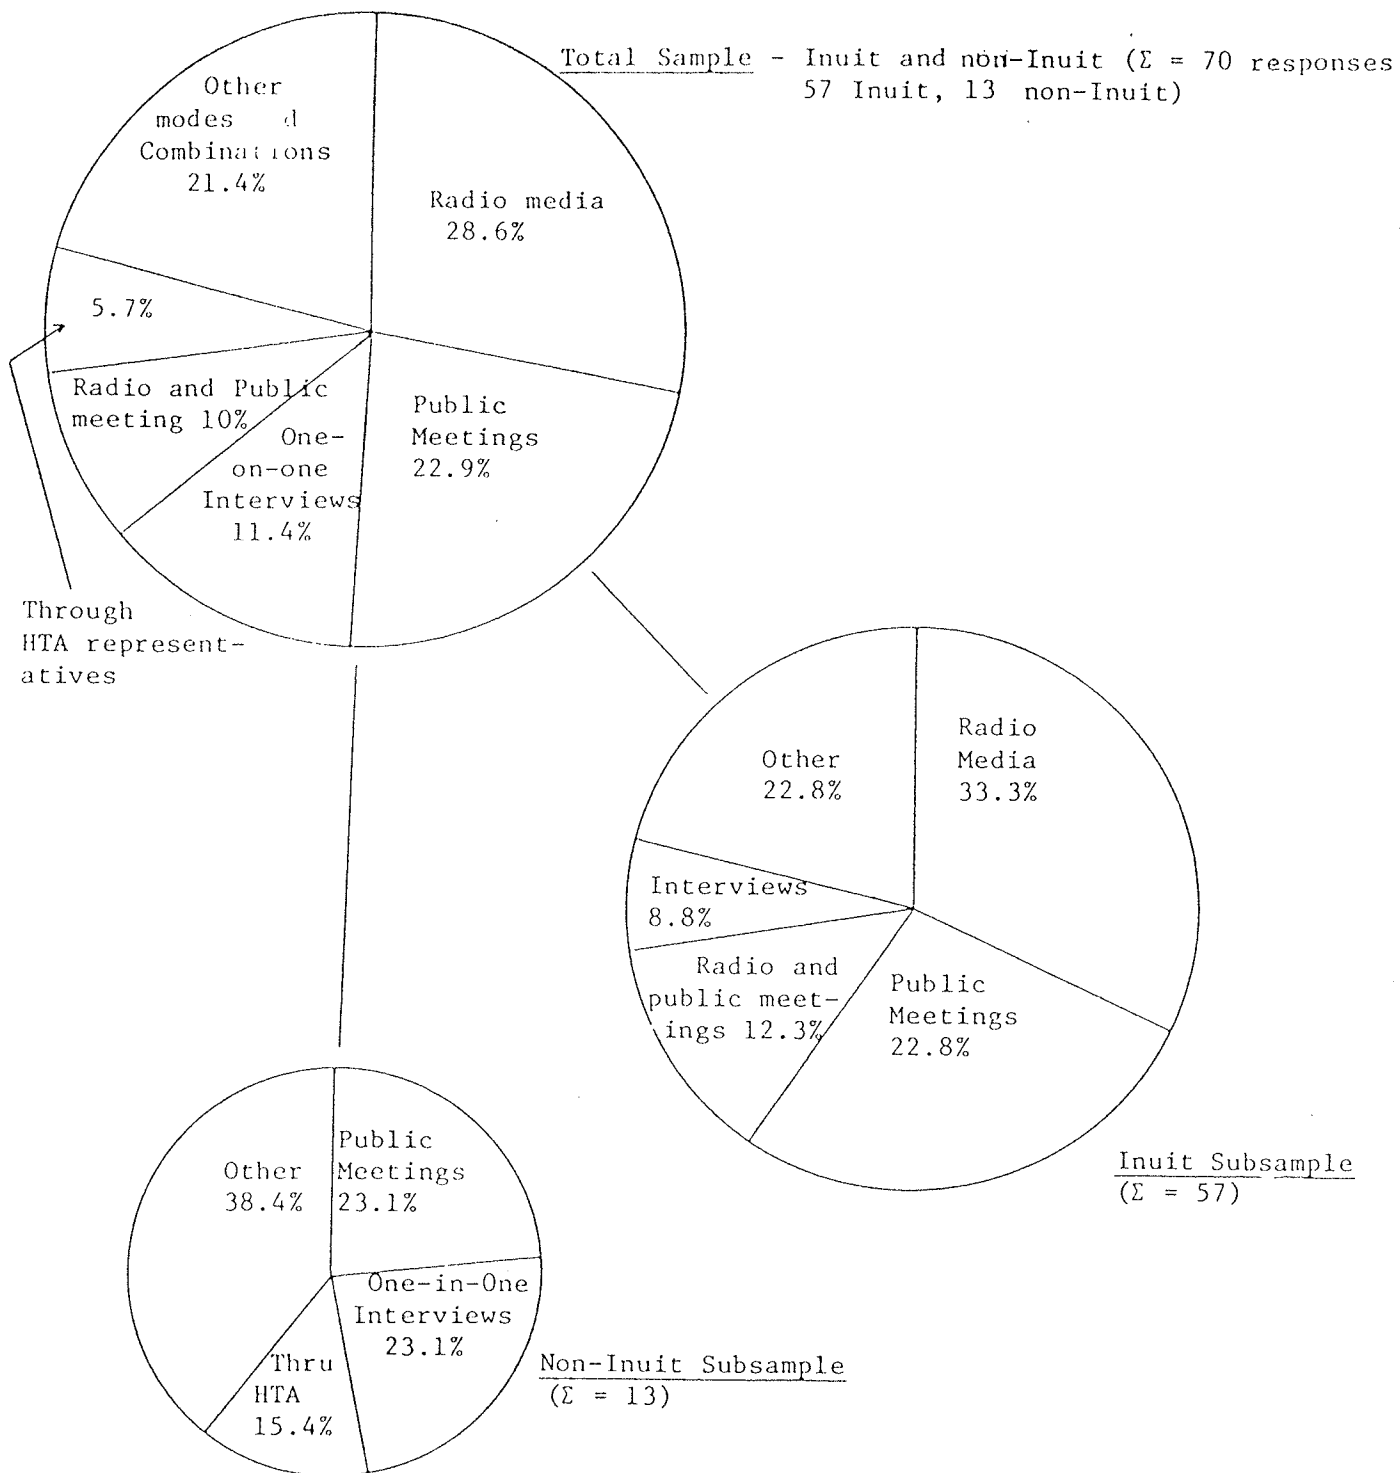 Total Sample - Inuit and non-Inuit (Σ = 70 responses
57 Inuit, 13 non-Inuit)
Other
modes d
Combinations
21.4%
Radio media
28.6%
5.7%
Radio and Public
meeting 10%
One-
on-one
Interviews
11.4%
Public
Meetings
22.9%
Through
HTA represent-
atives
Other
22.8%
Radio
Media
33.3%
Interviews
8.8%
Radio and
public meet-
ings 12.3%
Public
Meetings
22.8%
Inuit Subsample
(Σ = 57)
Other
38.4%
Public
Meetings
23.1%
One-in-One
Interviews
23.1%
Thru
HTA
15.4%
Non-Inuit Subsample
(Σ = 13)